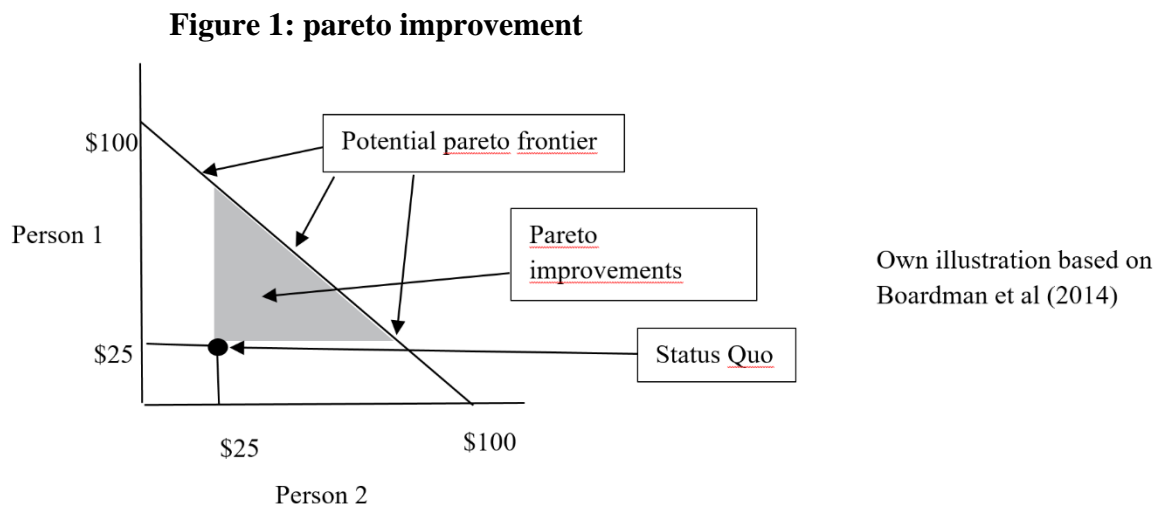 Figure 1: pareto improvement
$100
Potential pareto frontier
Person 1
Pareto
improvements
Own illustration based on
Boardman et al (2014)
$25
Status Quo
$25
$100
Person 2